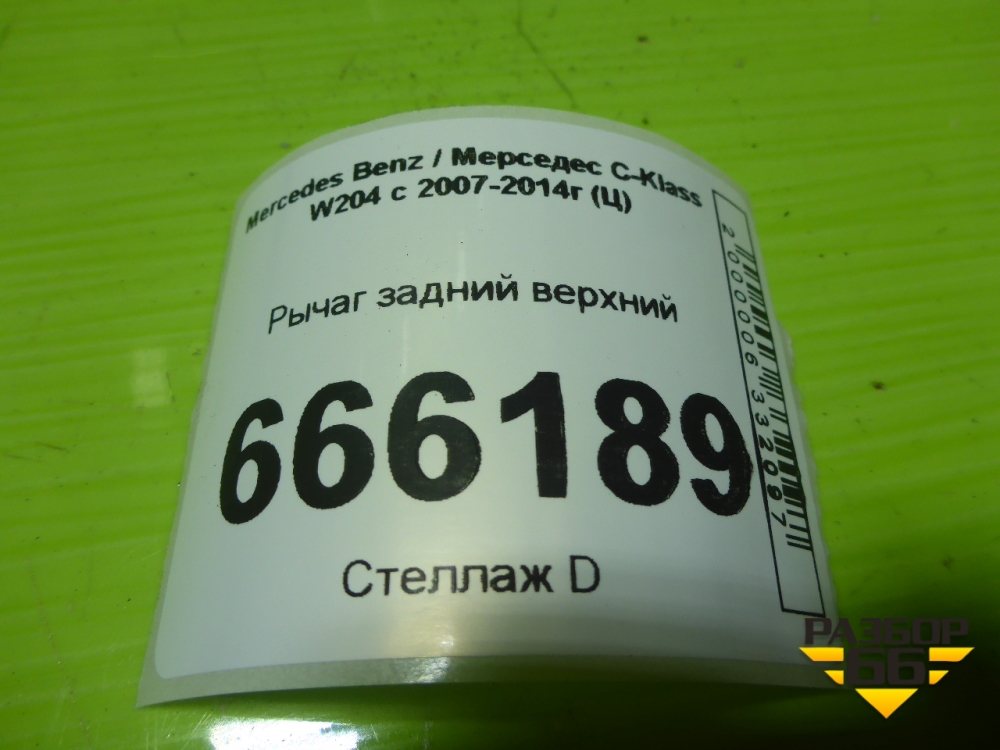 Mercedes Benz / Мерседес C-Klass
W204 с 2007-2014г (Ц)
Рычаг задний верхний
666189
Стеллаж D
2000006332097
РАЗБОР
66